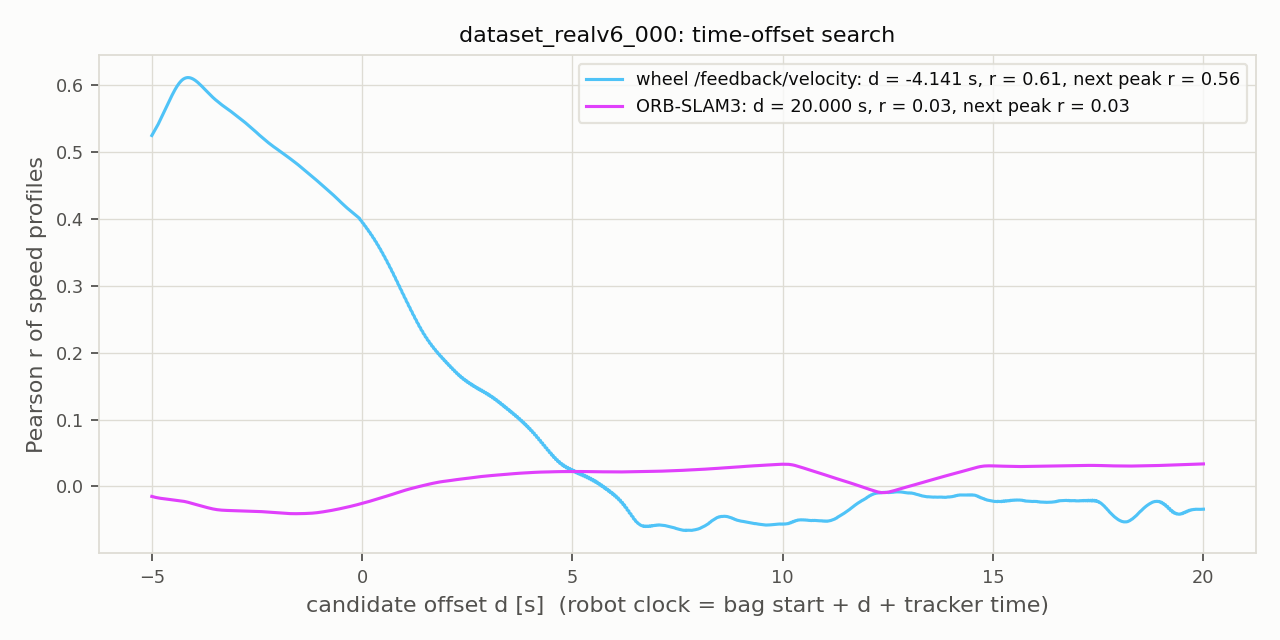 dataset_realv6_000: time-offset search
wheel /feedback/velocity: d = -4.141 s, r = 0.61, next peak r = 0.56
ORB-SLAM3: d = 20.000 s, r = 0.03, next peak r = 0.03
Pearson r of speed profiles
0.6
0.5
0.4
0.3
0.2
0.1
0.0
−5
0
5
10
15
20
candidate offset d [s]  (robot clock = bag start + d + tracker time)